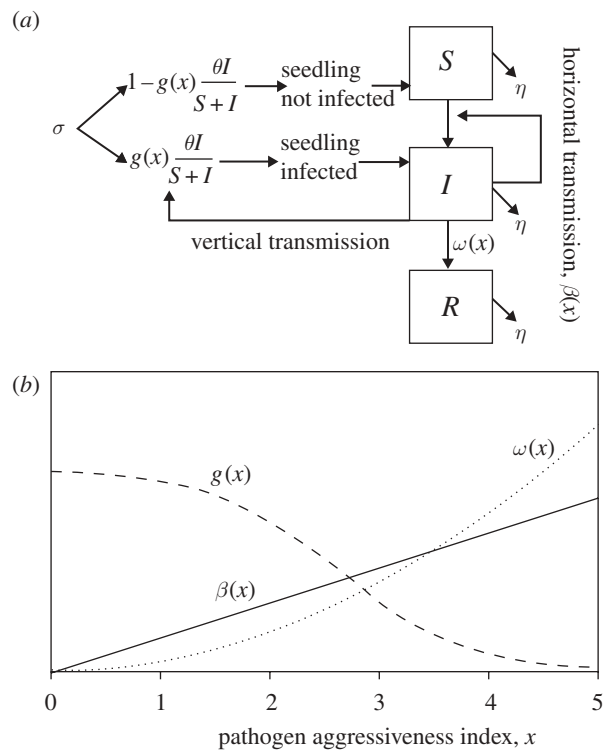 (a)
1 – g(x) θI / S + I
seedling
not infected
S
η
σ
g(x) θI / S + I
seedling
infected
I
η
vertical transmission
ω(x)
horizontal transmission, β(x)
R
η
(b)
g(x)
ω(x)
β(x)
0 1 2 3 4 5
pathogen aggressiveness index, x